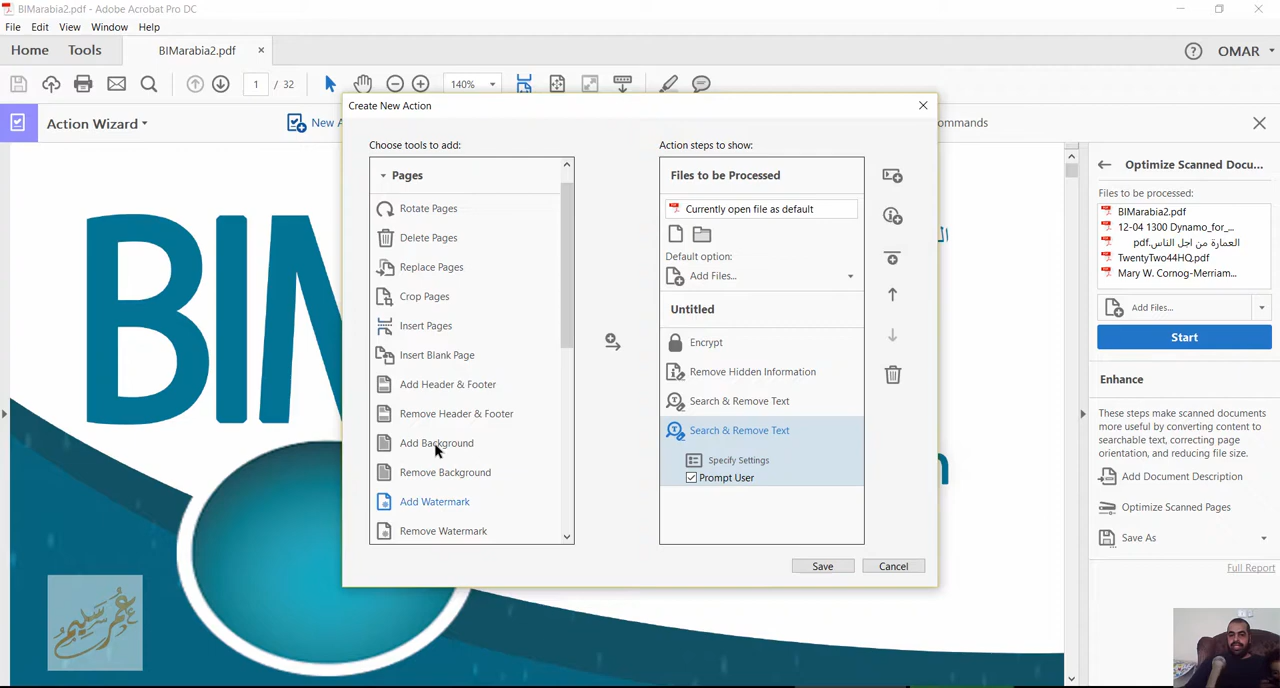 BIMarabia2.pdf - Adobe Acrobat Pro DC
File Edit View Window Help
Home Tools BIMarabia2.pdf × OMAR
1 / 32 140%
Action Wizard New A ommands
Create New Action
Choose tools to add:
Pages
Rotate Pages
Delete Pages
Replace Pages
Crop Pages
Insert Pages
Insert Blank Page
Add Header & Footer
Remove Header & Footer
Add Background
Remove Background
Add Watermark
Remove Watermark
Action steps to show:
Files to be Processed
Currently open file as default
Default option:
Add Files...
Untitled
Encrypt
Remove Hidden Information
Search & Remove Text
Search & Remove Text
Specify Settings
Prompt User
Save Cancel
Optimize Scanned Docu...
Files to be processed:
BIMarabia2.pdf
12-04 1300 Dynamo_for_...
العمارة من اجل الناس.pdf
TwentyTwo44HQ.pdf
Mary W. Cornog-Merriam...
Add Files...
Start
Enhance
These steps make scanned documents
more useful by converting content to
searchable text, correcting page
orientation, and reducing file size.
Add Document Description
Optimize Scanned Pages
Save As
Full Report
BIM
عمر سليم